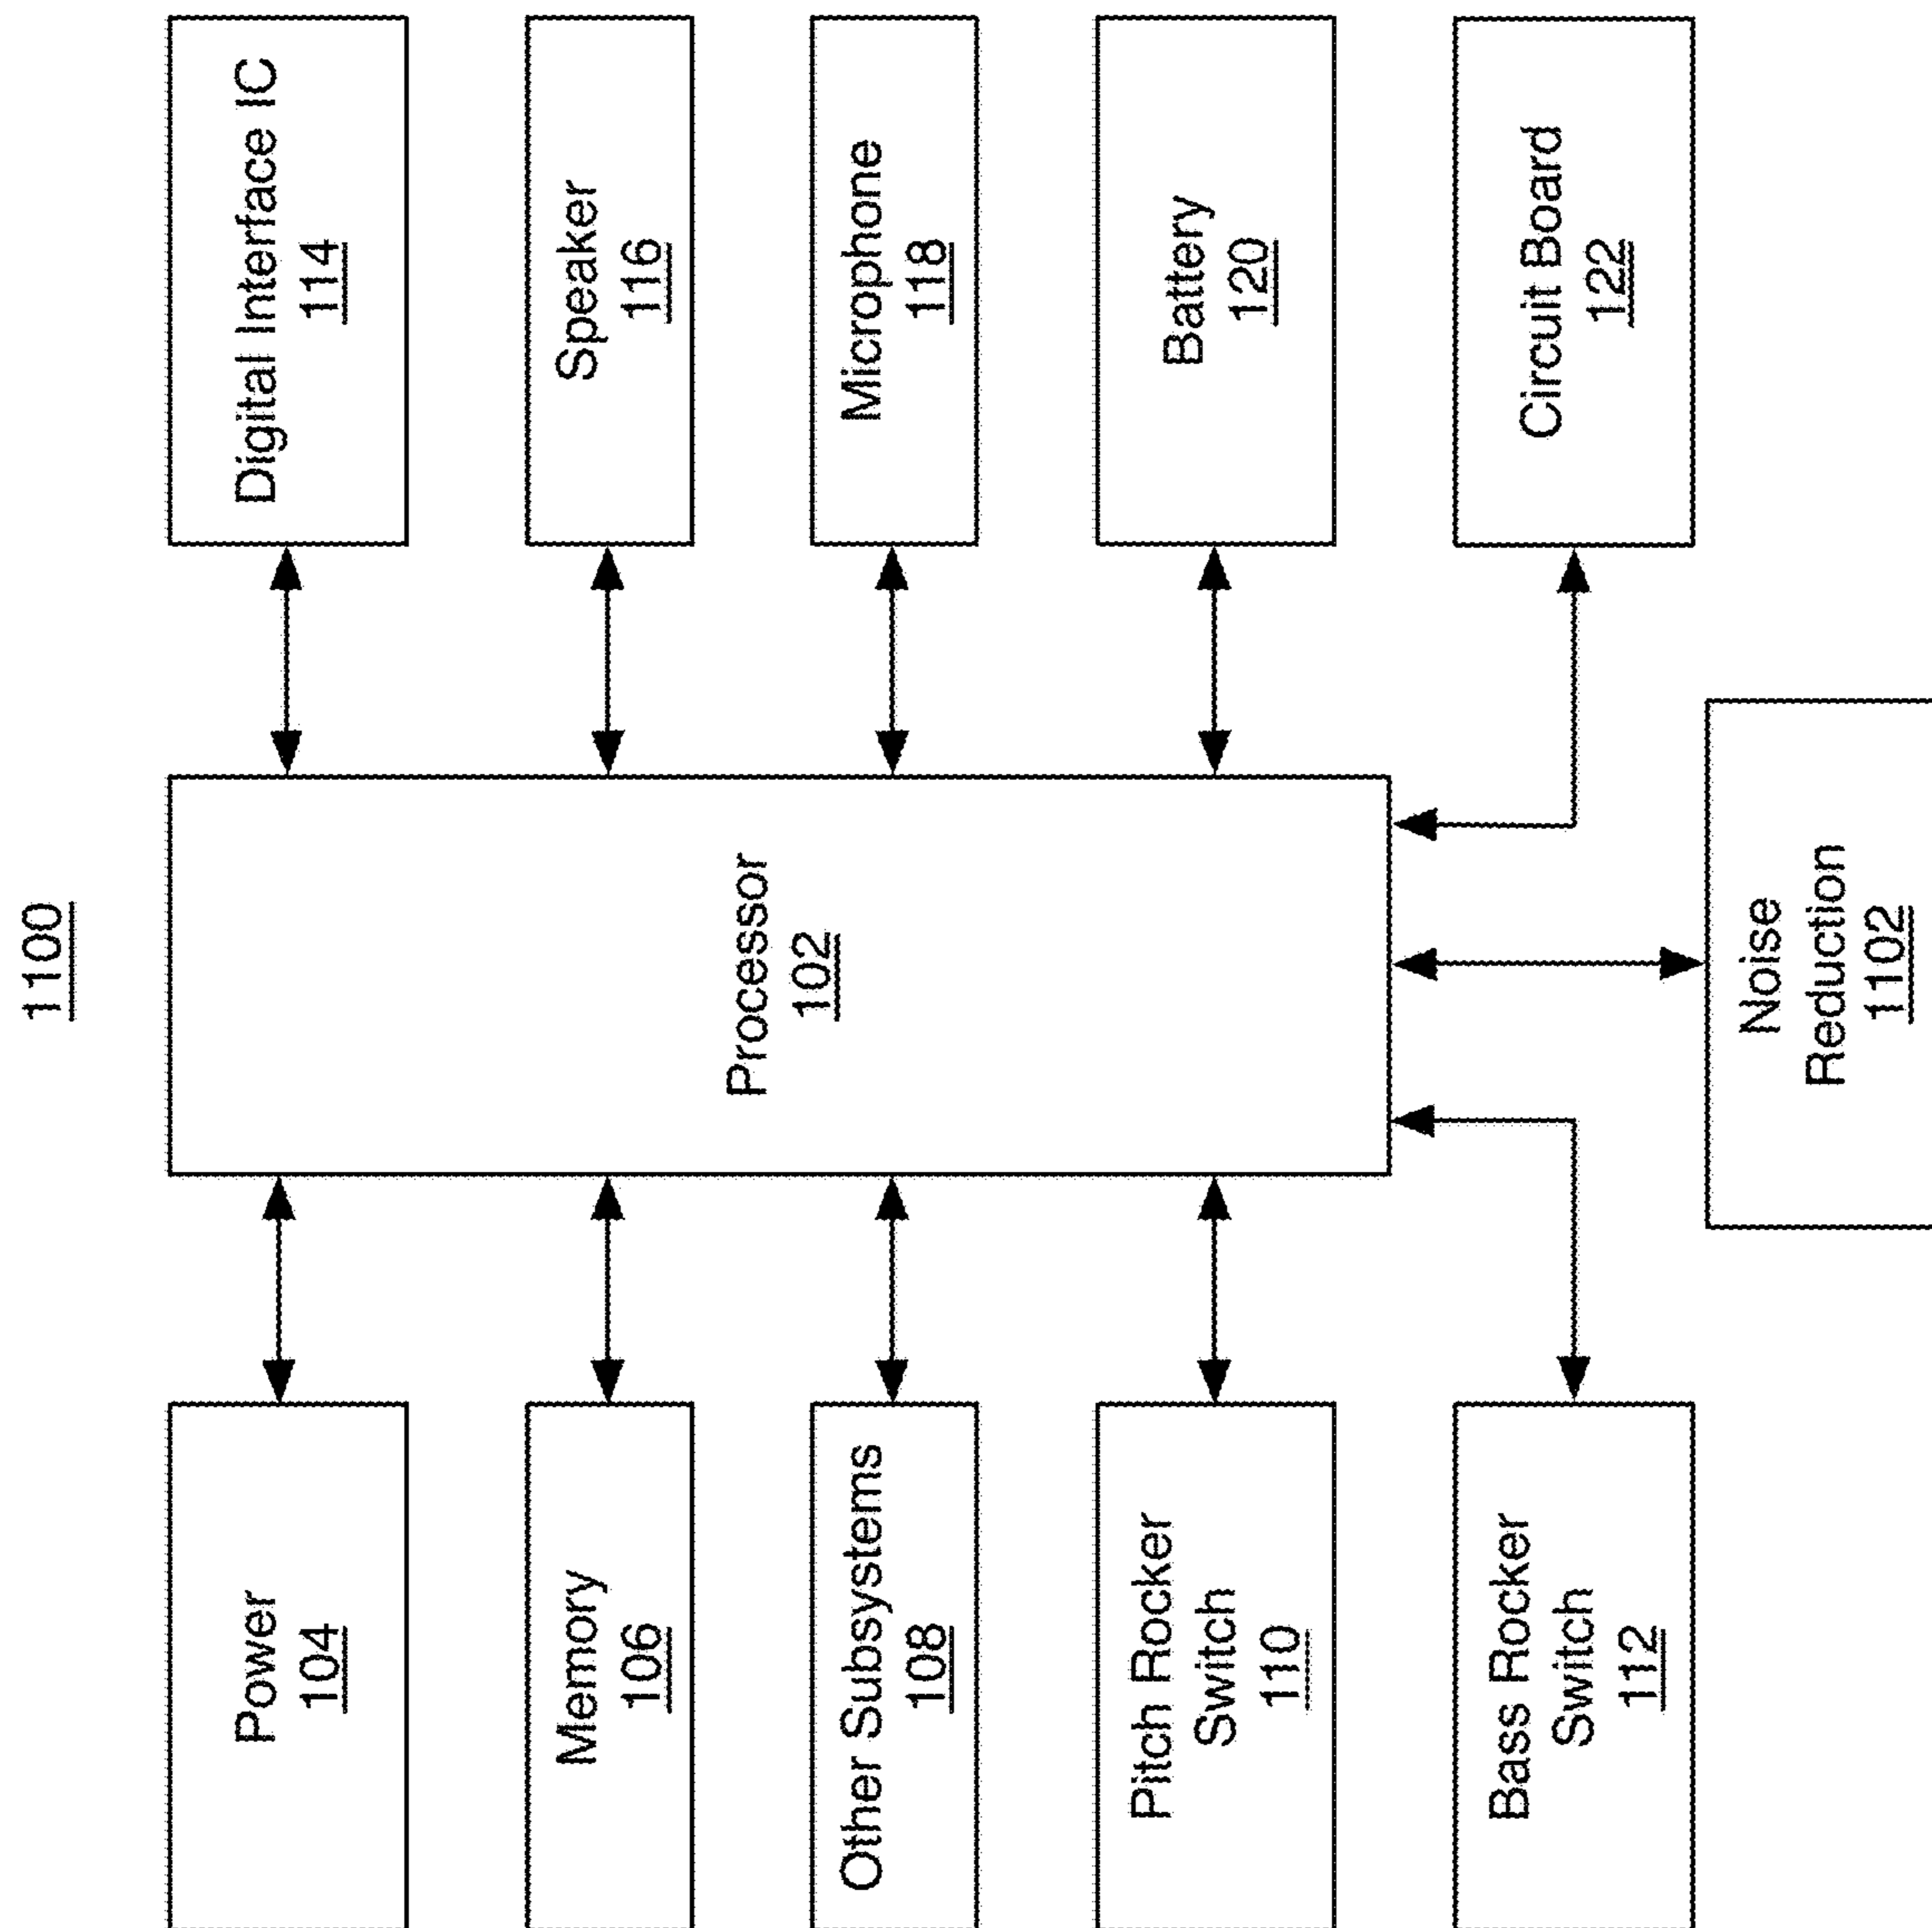 1100
Power
104
Memory
106
Other Subsystems
108
Pitch Rocker
Switch
110
Bass Rocker
Switch
112
Processor
102
Noise
Reduction
1102
Digital Interface IC
114
Speaker
116
Microphone
118
Battery
120
Circuit Board
122